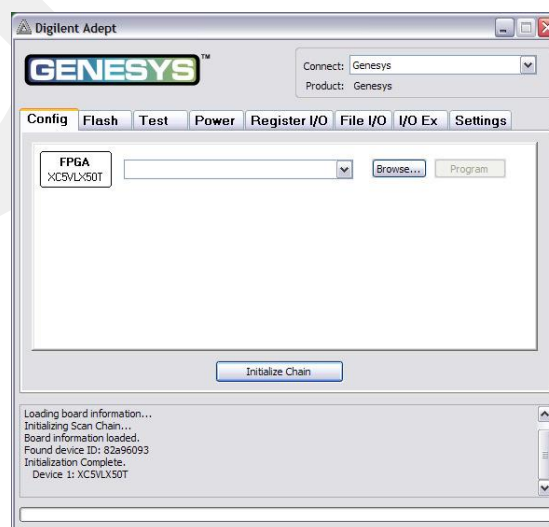 Digilent Adept
GENESYS™
Connect: Genesys
Product: Genesys
Config Flash Test Power Register I/O File I/O I/O Ex Settings
FPGA
XC5VLX50T
Browse... Program
Initialize Chain
Loading board information...
Initializing Scan Chain...
Board information loaded.
Found device ID: 82a96093
Initialization Complete.
Device 1: XC5VLX50T